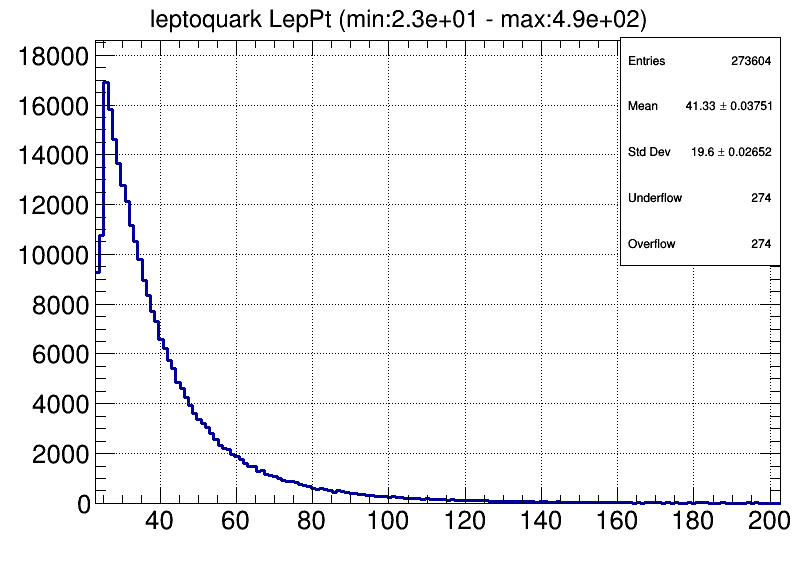 leptoquark LepPt (min:2.3e+01 - max:4.9e+02)
Entries 273604
Mean 41.33 ± 0.03751
Std Dev 19.6 ± 0.02652
Underflow 274
Overflow 274
18000
16000
14000
12000
10000
8000
6000
4000
2000
0
40 60 80 100 120 140 160 180 200